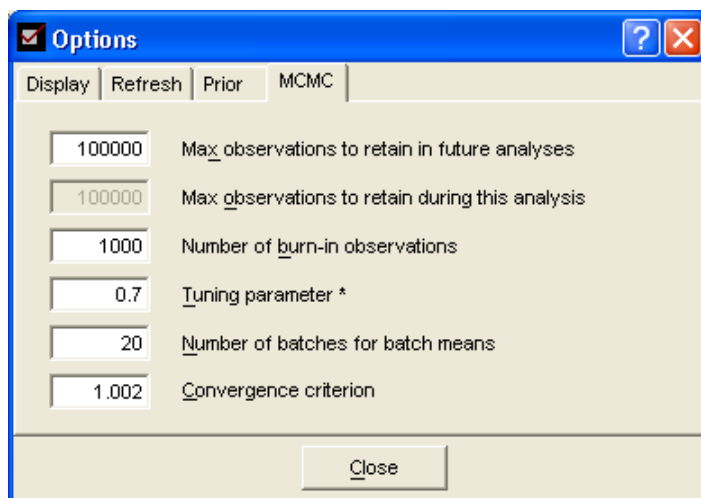 Options
Display Refresh Prior MCMC
100000 Max observations to retain in future analyses
100000 Max observations to retain during this analysis
1000 Number of burn-in observations
0.7 Tuning parameter *
20 Number of batches for batch means
1.002 Convergence criterion
Close